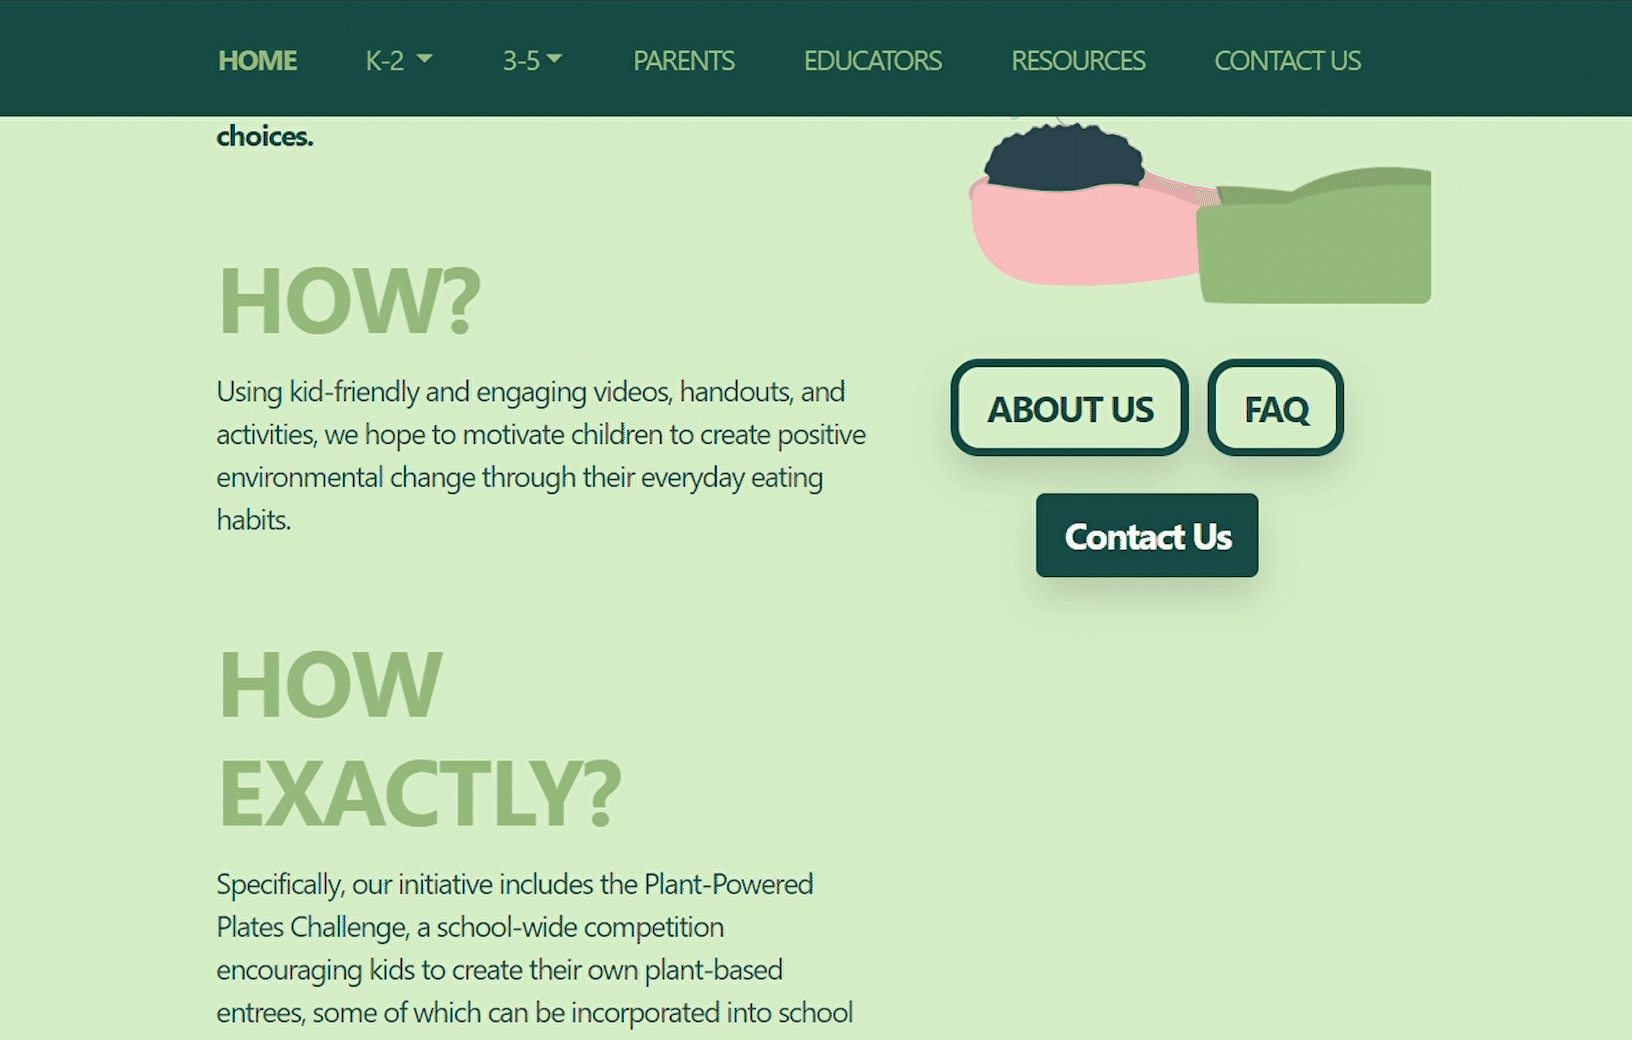 HOME K-2 3-5 PARENTS EDUCATORS RESOURCES CONTACT US
choices.
HOW?
Using kid-friendly and engaging videos, handouts, and
activities, we hope to motivate children to create positive
environmental change through their everyday eating
habits.
HOW
EXACTLY?
Specifically, our initiative includes the Plant-Powered
Plates Challenge, a school-wide competition
encouraging kids to create their own plant-based
entrees, some of which can be incorporated into school
ABOUT US FAQ
Contact Us